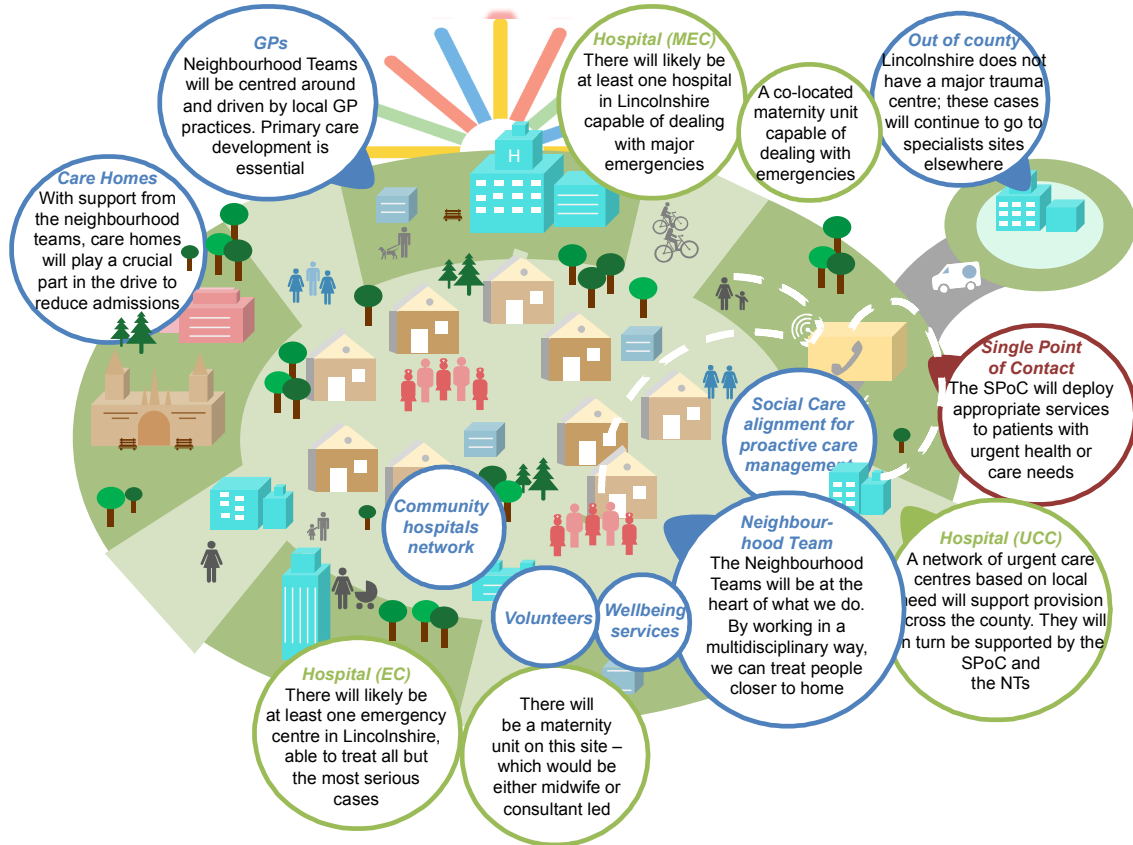 GPs
Neighbourhood Teams
will be centred around
and driven by local GP
practices. Primary care
development is
essential
Hospital (MEC)
There will likely be
at least one hospital
in Lincolnshire
capable of dealing
with major
emergencies
A co-located
maternity unit
capable of
dealing with
emergencies
Out of county
Lincolnshire does not
have a major trauma
centre; these cases
will continue to go to
specialists sites
elsewhere
H
Care Homes
With support from
the neighbourhood
teams, care homes
will play a crucial
part in the drive to
reduce admissions
Single Point
of Contact
The SPoC will deploy
appropriate services
to patients with
urgent health or
care needs
Social Care
alignment for
proactive care
management
Community
hospitals
network
Neighbour-
hood Team
The Neighbourhood
Teams will be at the
heart of what we do.
By working in a
multidisciplinary way,
we can treat people
closer to home
Hospital (UCC)
A network of urgent care
centres based on local
need will support provision
across the county. They will
in turn be supported by the
SPoC and
the NTs
Volunteers
Wellbeing
services
Hospital (EC)
There will likely be
at least one emergency
centre in Lincolnshire,
able to treat all but
the most serious
cases
There will
be a maternity
unit on this site –
which would be
either midwife or
consultant led